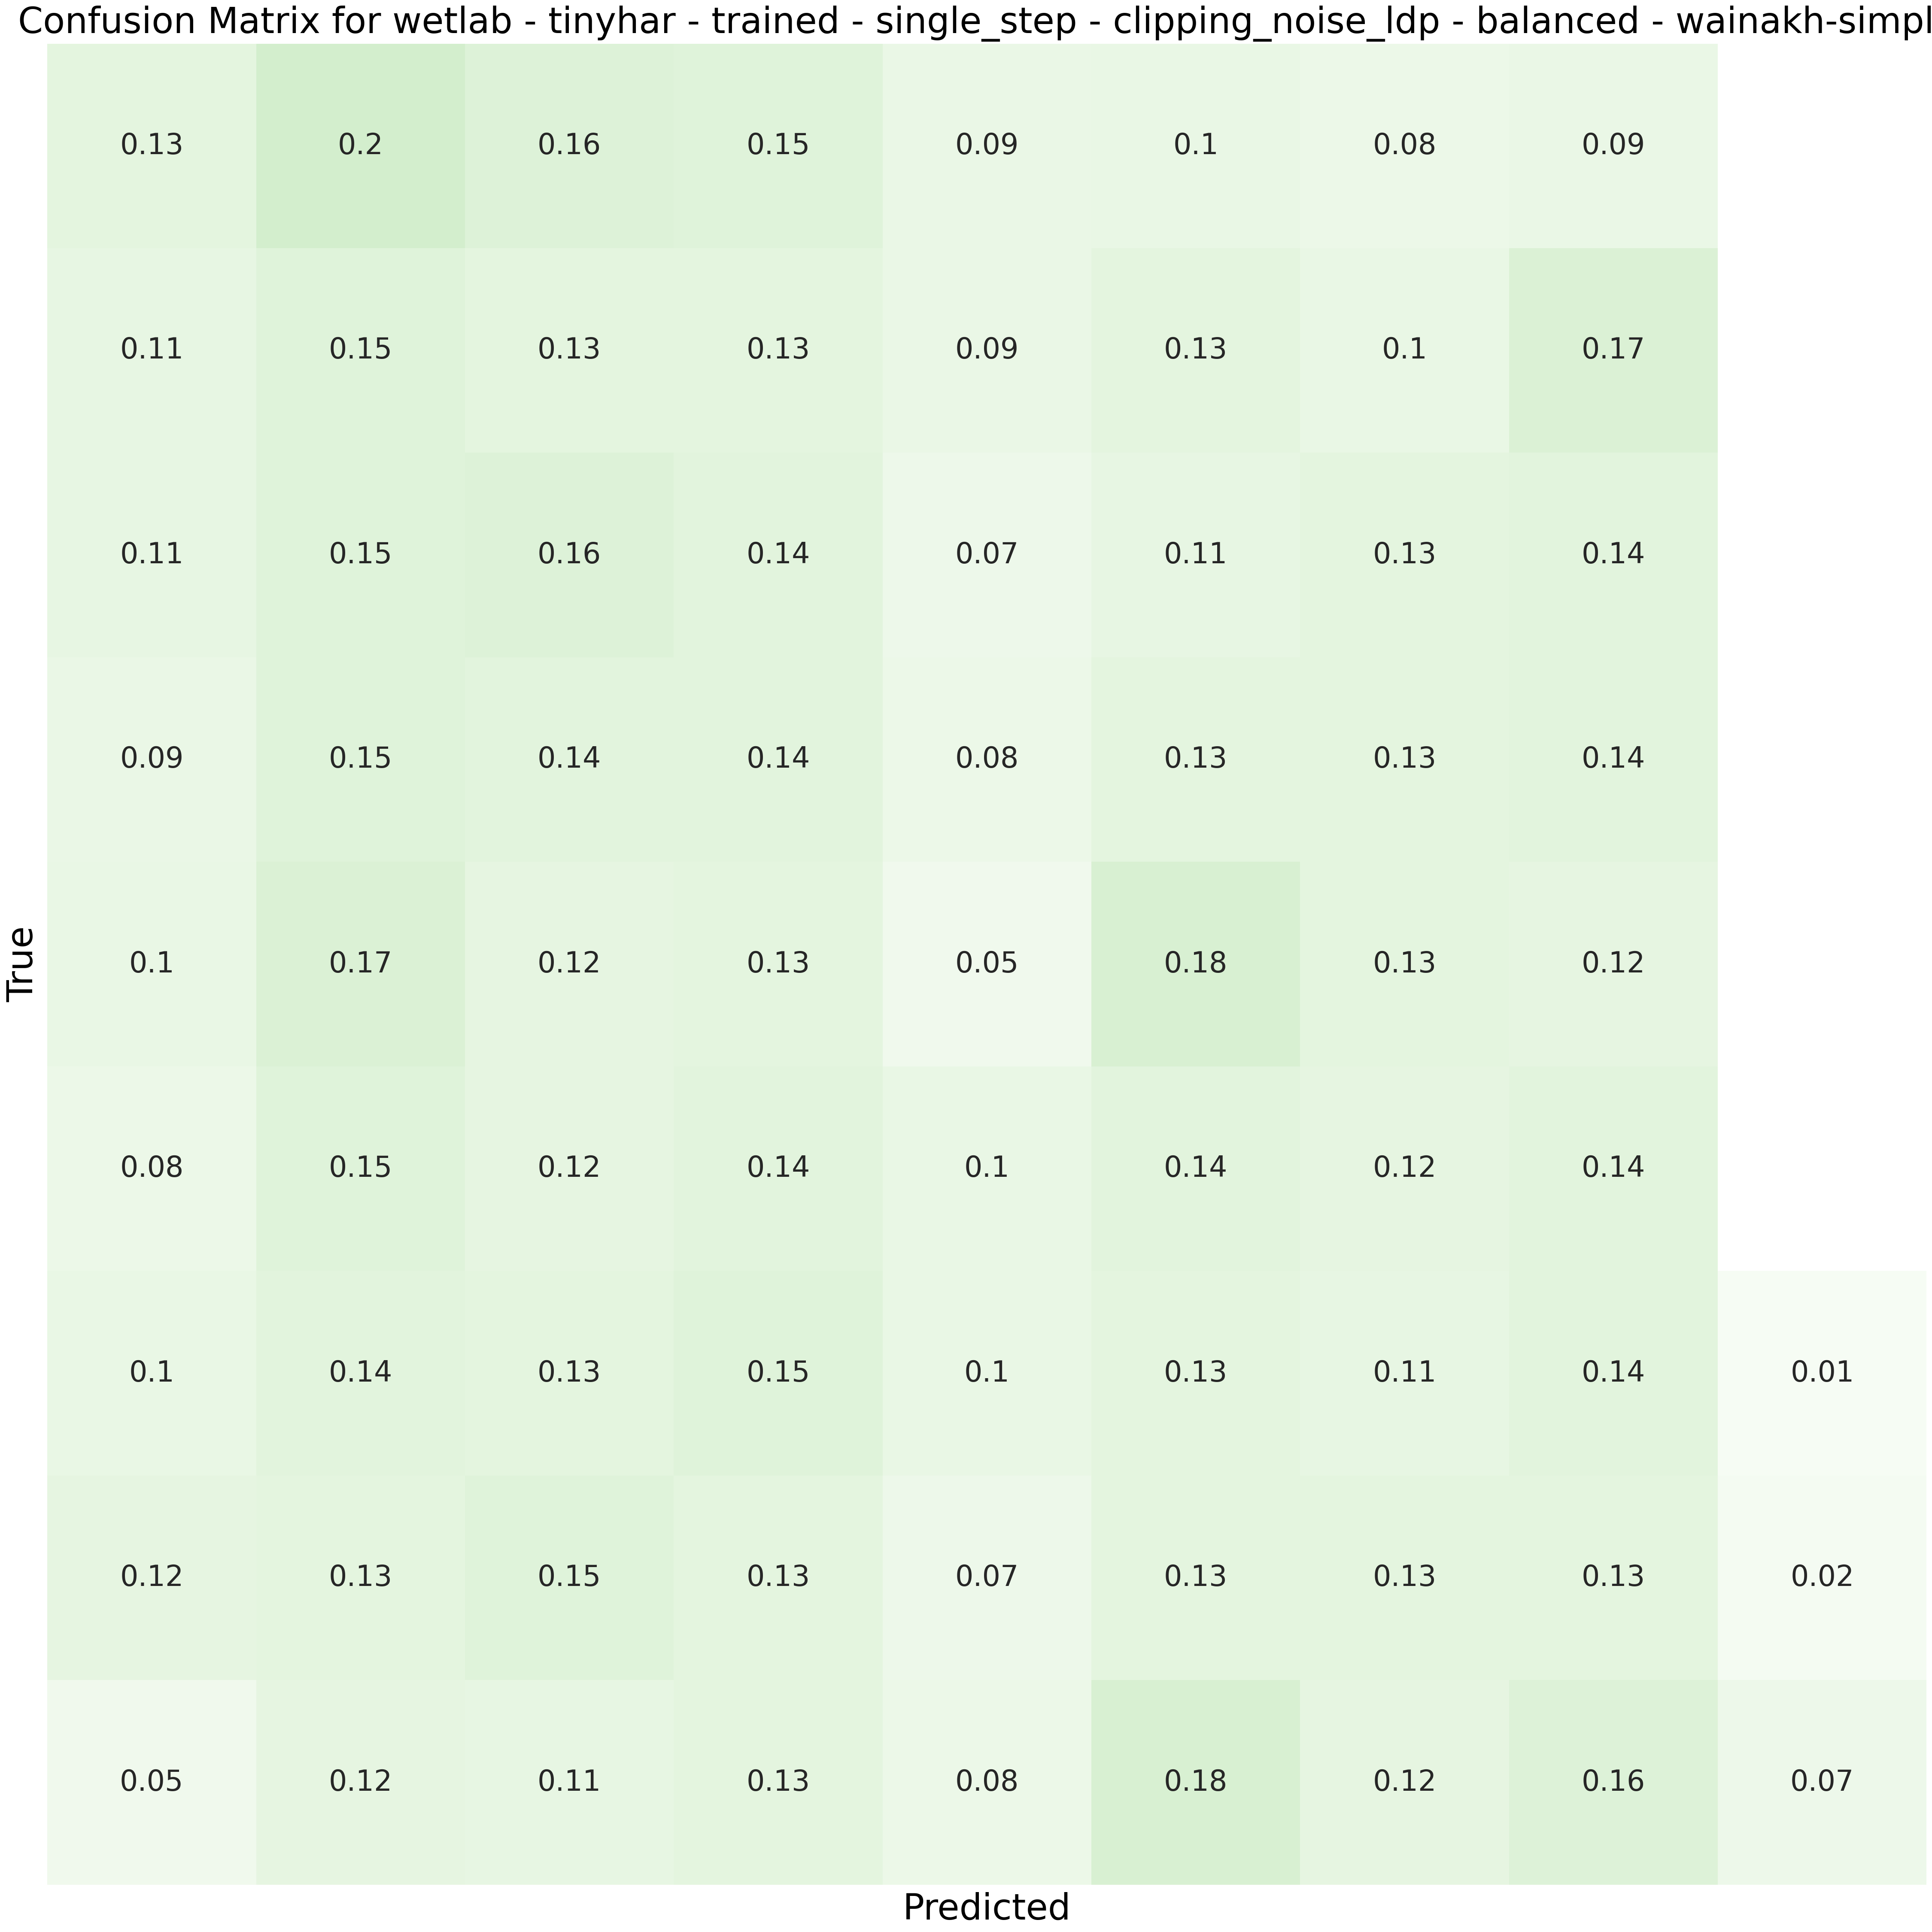 Confusion Matrix for wetlab - tinyhar - trained - single_step - clipping_noise_ldp - balanced - wainakh-simpl
0.13 0.2 0.16 0.15 0.09 0.1 0.08 0.09
0.11 0.15 0.13 0.13 0.09 0.13 0.1 0.17
0.11 0.15 0.16 0.14 0.07 0.11 0.13 0.14
0.09 0.15 0.14 0.14 0.08 0.13 0.13 0.14
0.1 0.17 0.12 0.13 0.05 0.18 0.13 0.12
True
0.08 0.15 0.12 0.14 0.1 0.14 0.12 0.14
0.1 0.14 0.13 0.15 0.1 0.13 0.11 0.14 0.01
0.12 0.13 0.15 0.13 0.07 0.13 0.13 0.13 0.02
0.05 0.12 0.11 0.13 0.08 0.18 0.12 0.16 0.07
Predicted